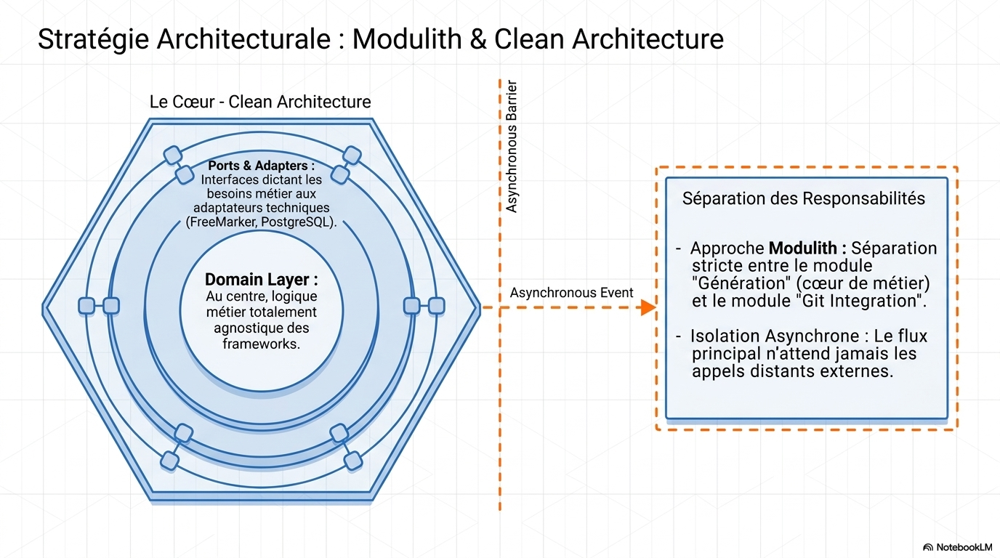 Stratégie Architecturale : Modulith & Clean Architecture
Le Cœur - Clean Architecture
Ports & Adapters :
Interfaces dictant les
besoins métier aux
adaptateurs techniques
(FreeMarker, PostgreSQL).
Domain Layer :
Au centre, logique
métier totalement
agnostique des
frameworks.
Asynchronous Barrier
Asynchronous Event
Séparation des Responsabilités
- Approche Modulith : Séparation
stricte entre le module
"Génération" (cœur de métier)
et le module "Git Integration".
- Isolation Asynchrone : Le flux
principal n'attend jamais les
appels distants externes.
NotebookLM